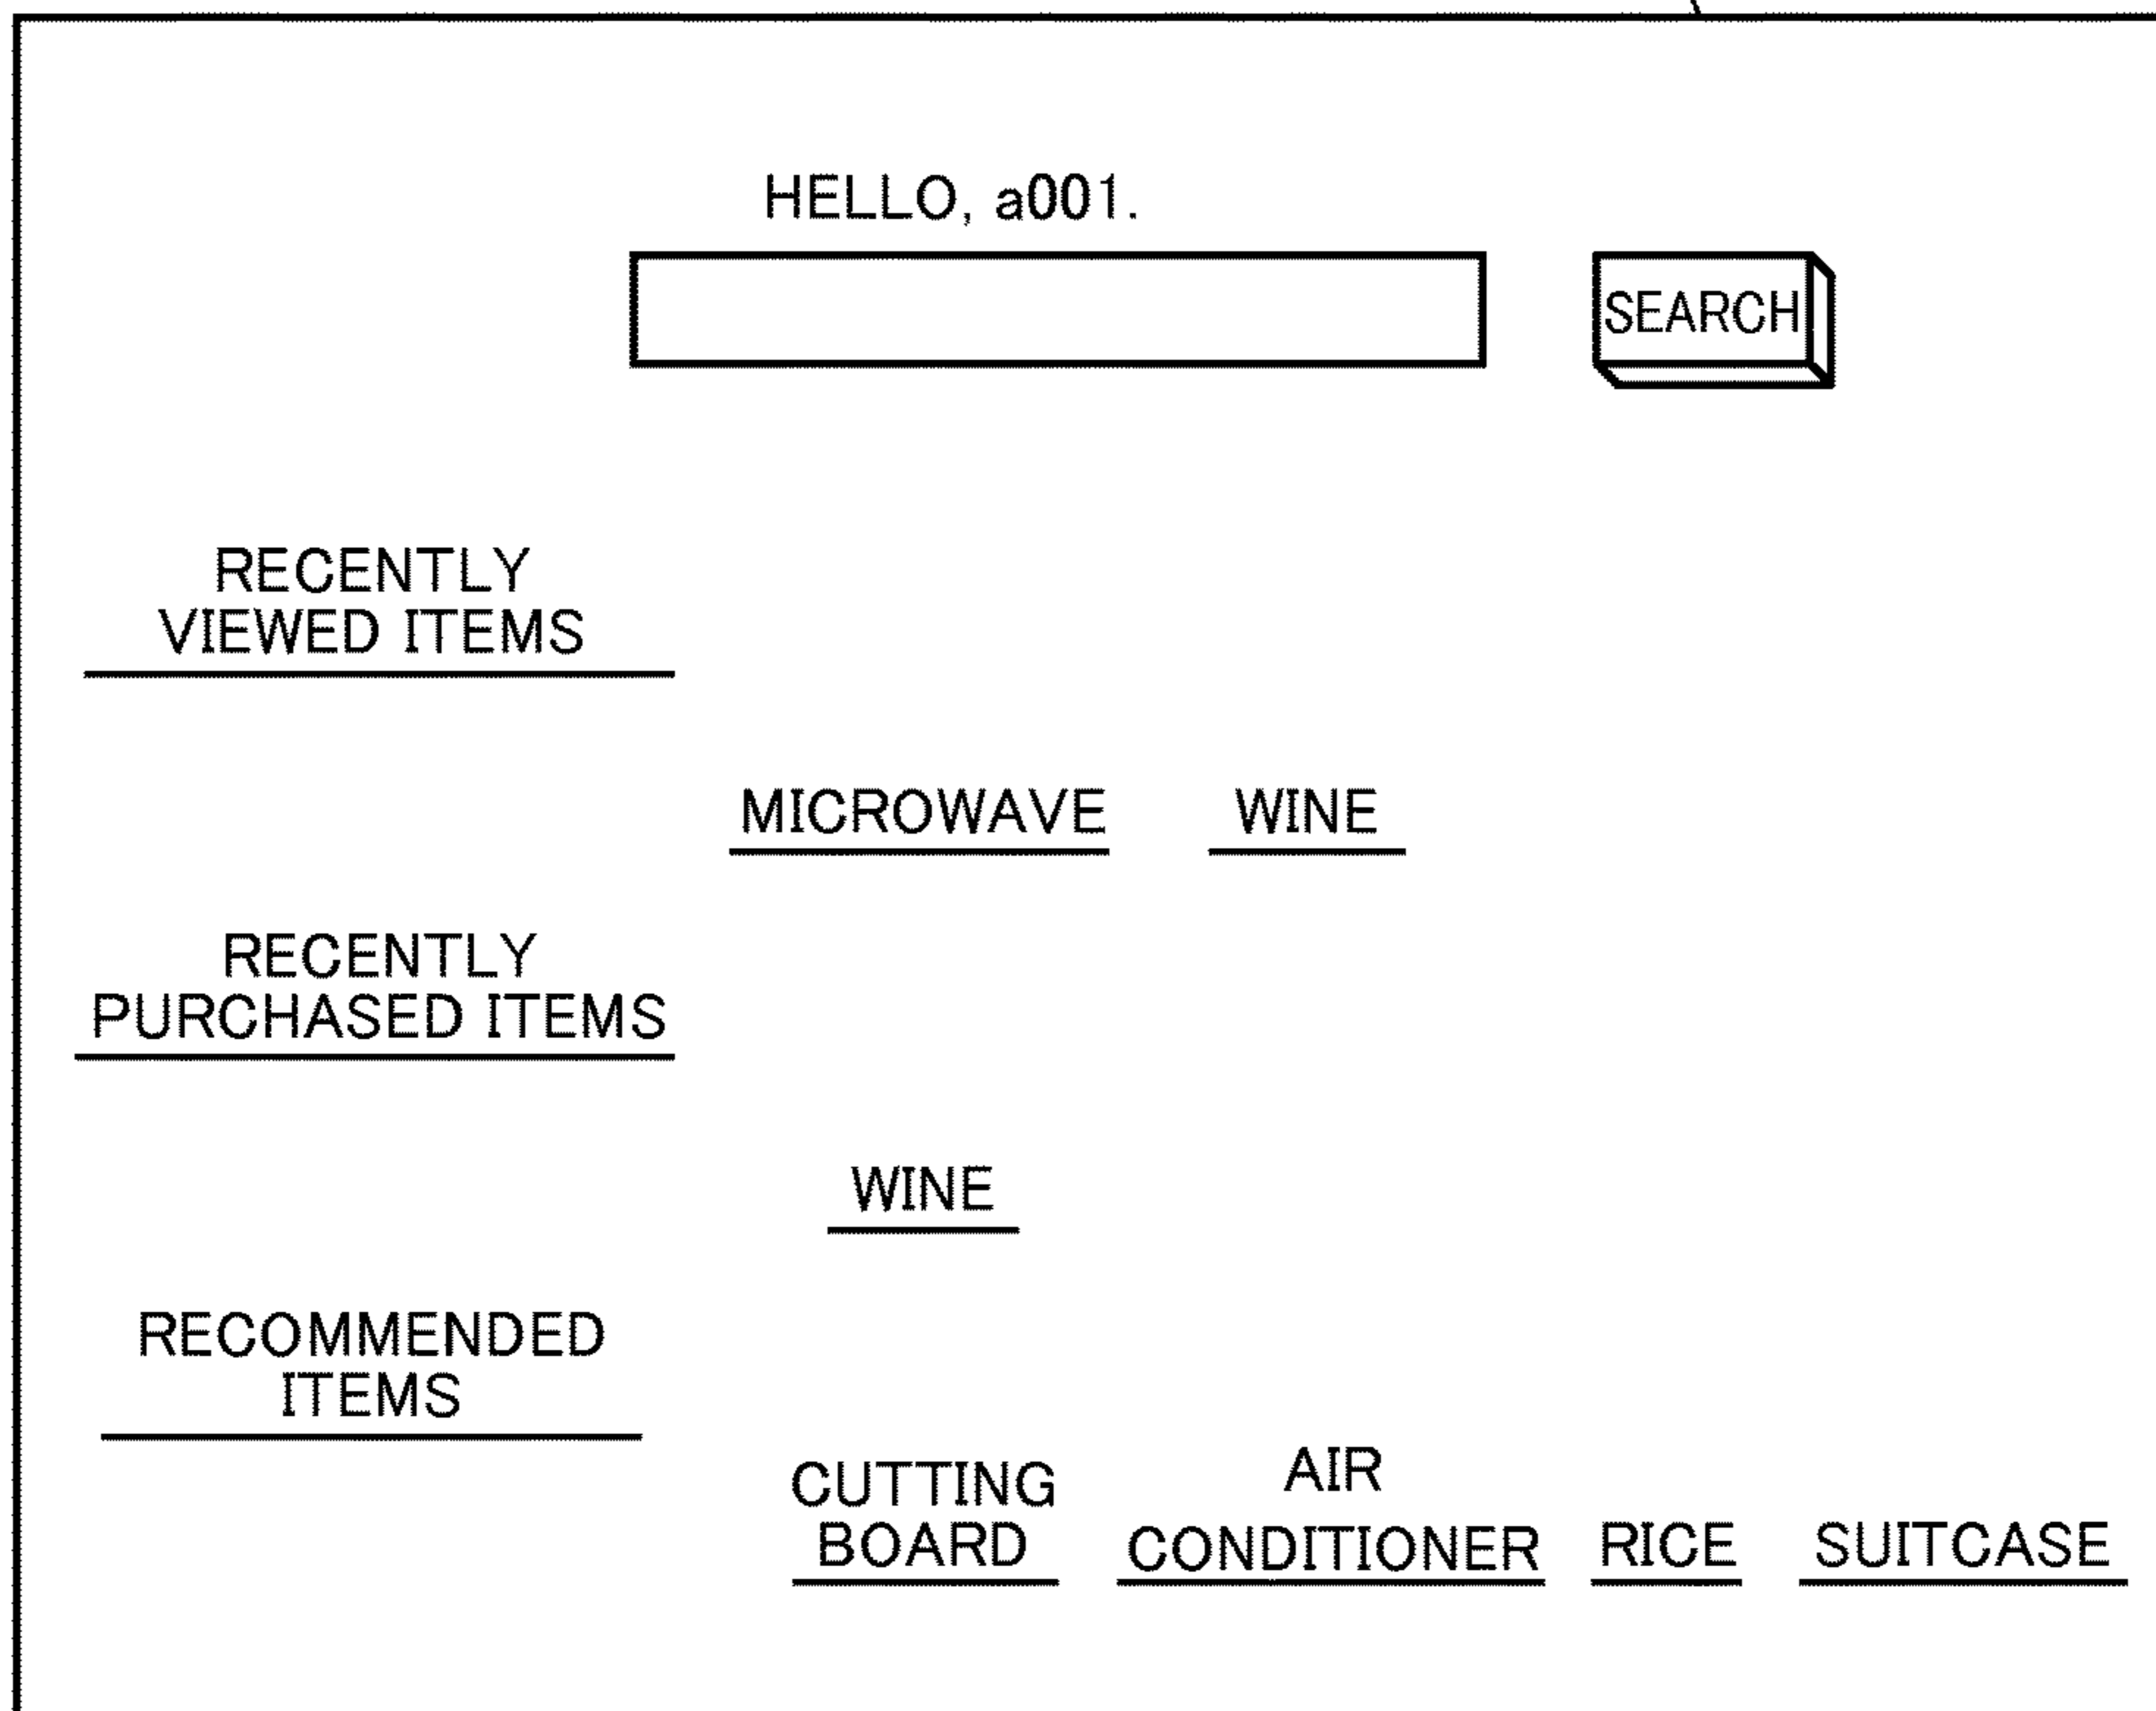 HELLO, a001.
SEARCH
RECENTLY
VIEWED ITEMS
MICROWAVE WINE
RECENTLY
PURCHASED ITEMS
WINE
RECOMMENDED
ITEMS
CUTTING
BOARD
AIR
CONDITIONER
RICE
SUITCASE